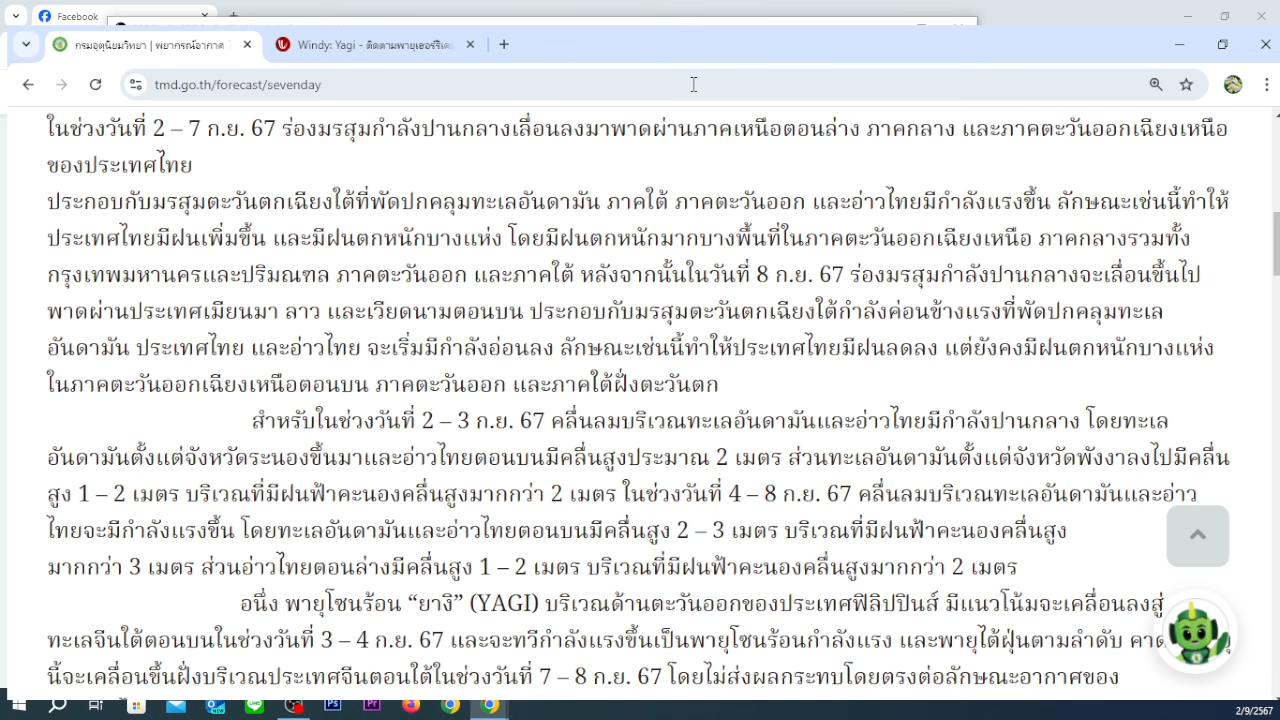 Facebook
กรมอุตุนิยมวิทยา | พยากรณ์อากาศ
Windy: Yagi - ติดตามพายุเฮอร์ริเคน
tmd.go.th/forecast/sevenday
ในช่วงวันที่ 2 – 7 ก.ย. 67 ร่องมรสุมกำลังปานกลางเลื่อนลงมาพาดผ่านภาคเหนือตอนล่าง ภาคกลาง และภาคตะวันออกเฉียงเหนือ
ของประเทศไทย
ประกอบกับมรสุมตะวันตกเฉียงใต้ที่พัดปกคลุมทะเลอันดามัน ภาคใต้ ภาคตะวันออก และอ่าวไทยมีกำลังแรงขึ้น ลักษณะเช่นนี้ทำให้
ประเทศไทยมีฝนเพิ่มขึ้น และมีฝนตกหนักบางแห่ง โดยมีฝนตกหนักมากบางพื้นที่ในภาคตะวันออกเฉียงเหนือ ภาคกลางรวมทั้ง
กรุงเทพมหานครและปริมณฑล ภาคตะวันออก และภาคใต้ หลังจากนั้นในวันที่ 8 ก.ย. 67 ร่องมรสุมกำลังปานกลางจะเลื่อนขึ้นไป
พาดผ่านประเทศเมียนมา ลาว และเวียดนามตอนบน ประกอบกับมรสุมตะวันตกเฉียงใต้กำลังค่อนข้างแรงที่พัดปกคลุมทะเล
อันดามัน ประเทศไทย และอ่าวไทย จะเริ่มมีกำลังอ่อนลง ลักษณะเช่นนี้ทำให้ประเทศไทยมีฝนลดลง แต่ยังคงมีฝนตกหนักบางแห่ง
ในภาคตะวันออกเฉียงเหนือตอนบน ภาคตะวันออก และภาคใต้ฝั่งตะวันตก
สำหรับในช่วงวันที่ 2 – 3 ก.ย. 67 คลื่นลมบริเวณทะเลอันดามันและอ่าวไทยมีกำลังปานกลาง โดยทะเล
อันดามันตั้งแต่จังหวัดระนองขึ้นมาและอ่าวไทยตอนบนมีคลื่นสูงประมาณ 2 เมตร ส่วนทะเลอันดามันตั้งแต่จังหวัดพังงาลงไปมีคลื่น
สูง 1 – 2 เมตร บริเวณที่มีฝนฟ้าคะนองคลื่นสูงมากกว่า 2 เมตร ในช่วงวันที่ 4 – 8 ก.ย. 67 คลื่นลมบริเวณทะเลอันดามันและอ่าว
ไทยจะมีกำลังแรงขึ้น โดยทะเลอันดามันและอ่าวไทยตอนบนมีคลื่นสูง 2 – 3 เมตร บริเวณที่มีฝนฟ้าคะนองคลื่นสูง
มากกว่า 3 เมตร ส่วนอ่าวไทยตอนล่างมีคลื่นสูง 1 – 2 เมตร บริเวณที่มีฝนฟ้าคะนองคลื่นสูงมากกว่า 2 เมตร
อนึ่ง พายุโซนร้อน “ยางิ” (YAGI) บริเวณด้านตะวันออกของประเทศฟิลิปปินส์ มีแนวโน้มจะเคลื่อนลงสู่
ทะเลจีนใต้ตอนบนในช่วงวันที่ 3 – 4 ก.ย. 67 และจะทวีกำลังแรงขึ้นเป็นพายุโซนร้อนกำลังแรง และพายุไต้ฝุ่นตามลำดับ
นี้จะเคลื่อนขึ้นฝั่งบริเวณประเทศจีนตอนใต้ในช่วงวันที่ 7 – 8 ก.ย. 67 โดยไม่ส่งผลกระทบโดยตรงต่อลักษณะอากาศของ
2/9/2567